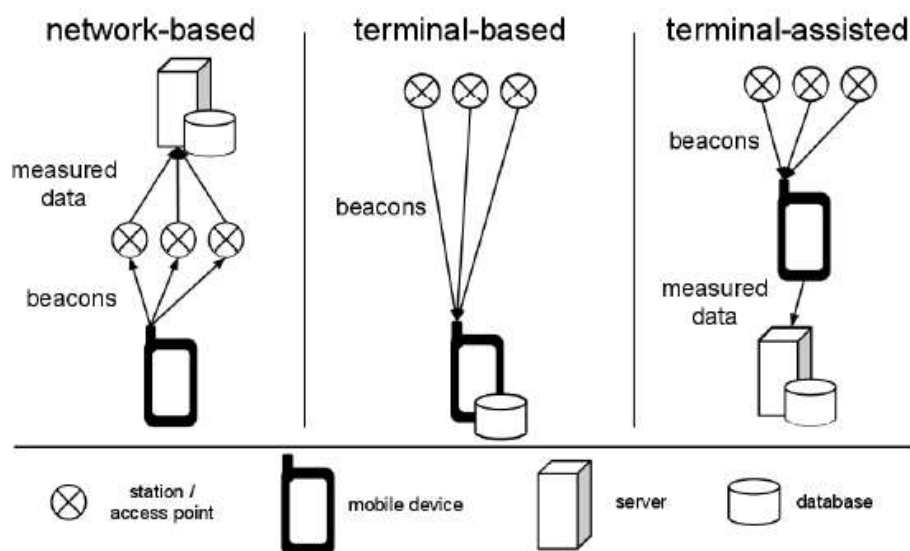 network-based
terminal-based
terminal-assisted
measured
data
beacons
beacons
beacons
measured
data
station /
access point
mobile device
server
database